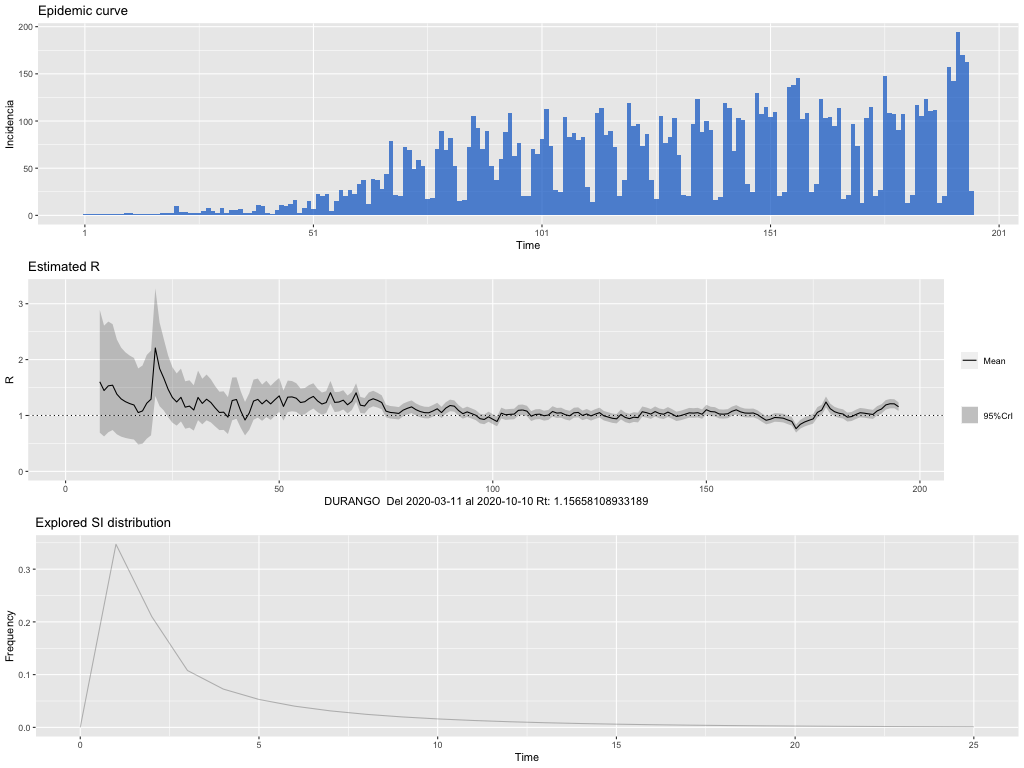 Epidemic curve
200
150
100
50
0
Incidencia
1 51 101 151 201
Time
Estimated R
3
2
1
0
R
Mean
95%CrI
0 50 100 150 200
DURANGO Del 2020-03-11 al 2020-10-10 Rt: 1.15658108933189
Explored SI distribution
0.3
0.2
0.1
0.0
Frequency
0 5 10 15 20 25
Time